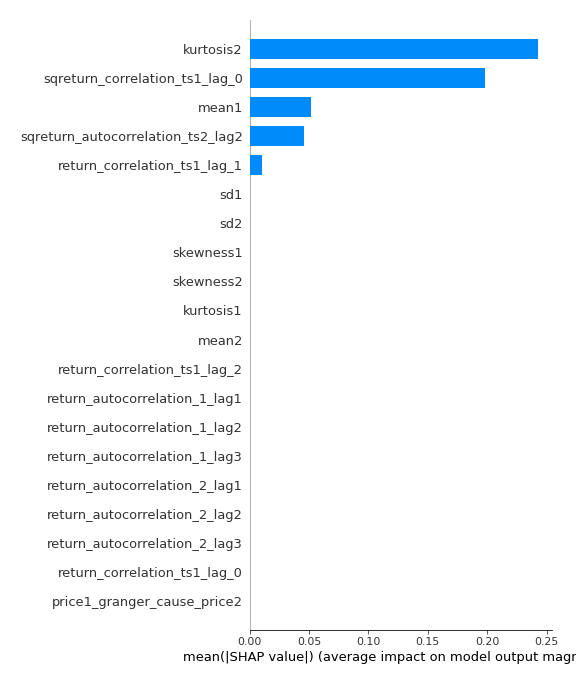 kurtosis2
sqreturn_correlation_ts1_lag_0
mean1
sqreturn_autocorrelation_ts2_lag2
return_correlation_ts1_lag_1
sd1
sd2
skewness1
skewness2
kurtosis1
mean2
return_correlation_ts1_lag_2
return_autocorrelation_1_lag1
return_autocorrelation_1_lag2
return_autocorrelation_1_lag3
return_autocorrelation_2_lag1
return_autocorrelation_2_lag2
return_autocorrelation_2_lag3
return_correlation_ts1_lag_0
price1_granger_cause_price2
0.00 0.05 0.10 0.15 0.20 0.25
mean(|SHAP value|) (average impact on model output magn